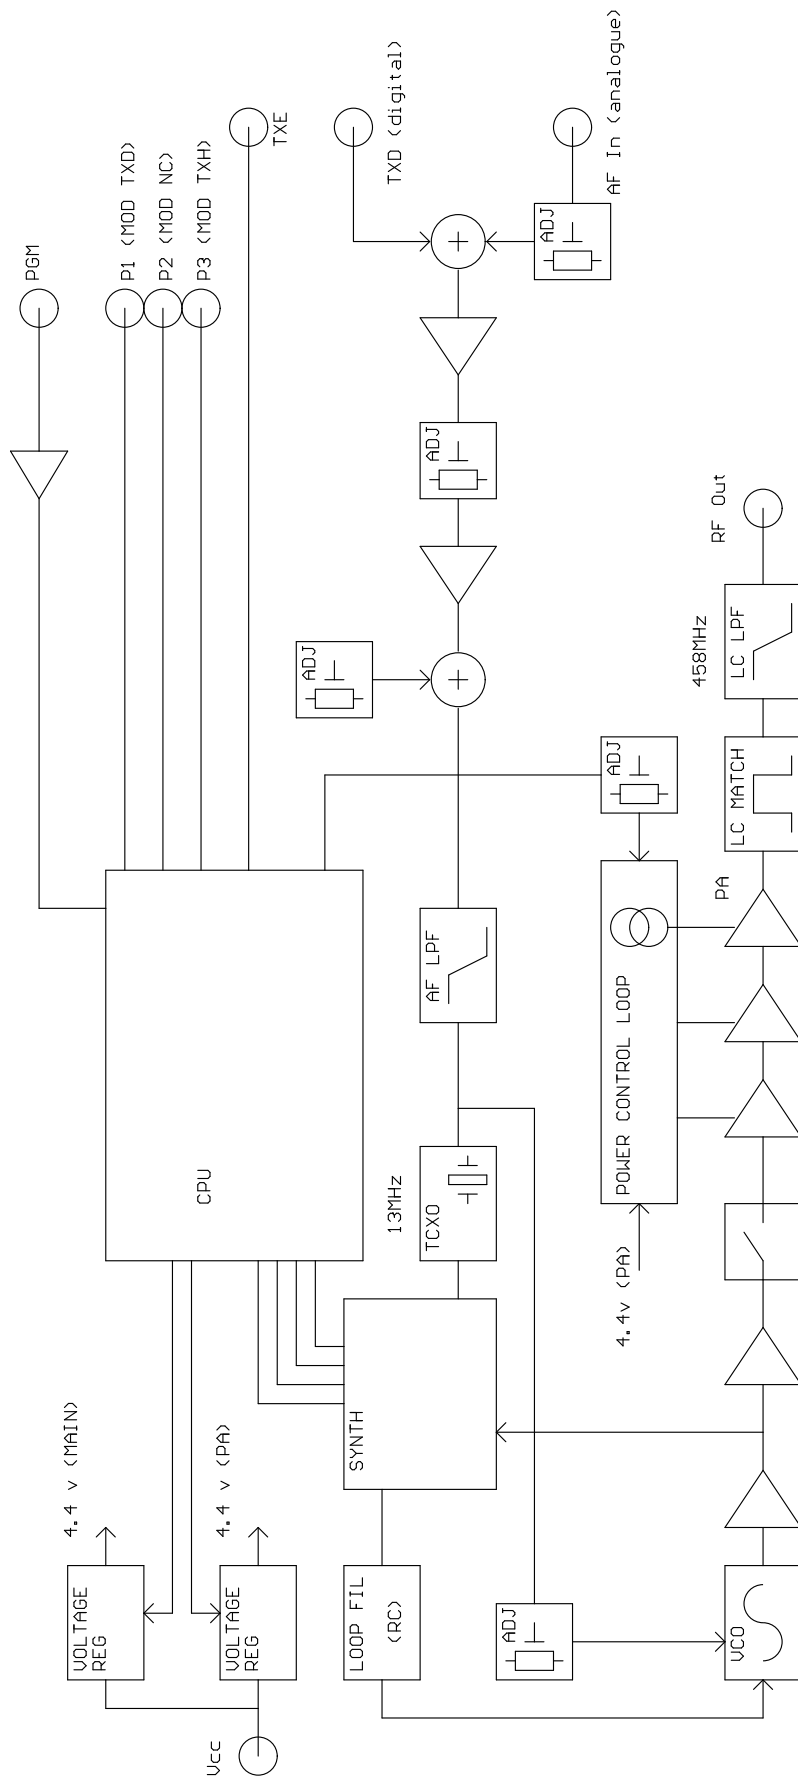 Vcc
VOLTAGE
REG
4.4 v (MAIN)
VOLTAGE
REG
4.4 v (PA)
CPU
PGM
P1 (MOD TXD)
P2 (MOD NC)
P3 (MOD TXH)
TXE
LOOP FIL
(RC)
SYNTH
13MHz
TCXO
AF LPF
ADJ
ADJ
TXD (digital)
ADJ
AF In (analogue)
ADJ
VCO
4.4v (PA)
POWER CONTROL LOOP
ADJ
PA
LC MATCH
458MHz
LC LPF
RF Out